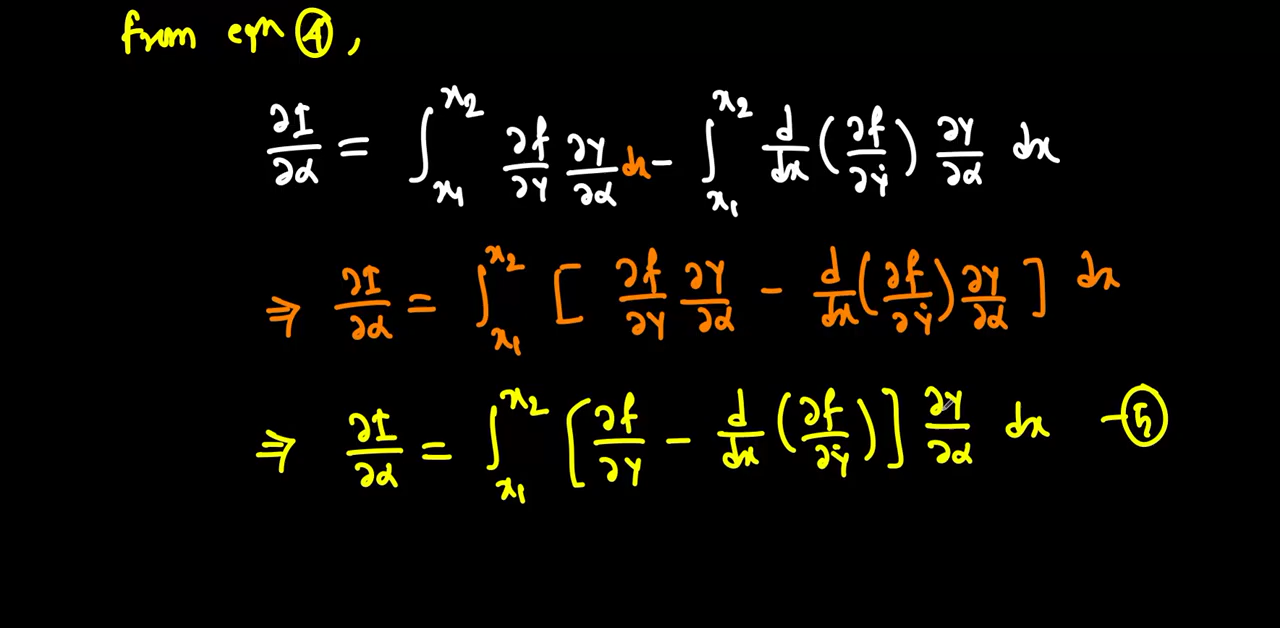 from eqn ④,
∂I/∂α = ∫_{x₁}^{x₂} ∂f/∂Y ∂Y/∂α dx − ∫_{x₁}^{x₂} d/dx (∂f/∂Ẏ) ∂Y/∂α dx
⇒ ∂I/∂α = ∫_{x₁}^{x₂} [ ∂f/∂Y ∂Y/∂α − d/dx (∂f/∂Ẏ) ∂Y/∂α ] dx
⇒ ∂I/∂α = ∫_{x₁}^{x₂} [ ∂f/∂Y − d/dx (∂f/∂Ẏ) ] ∂Y/∂α dx −⑤